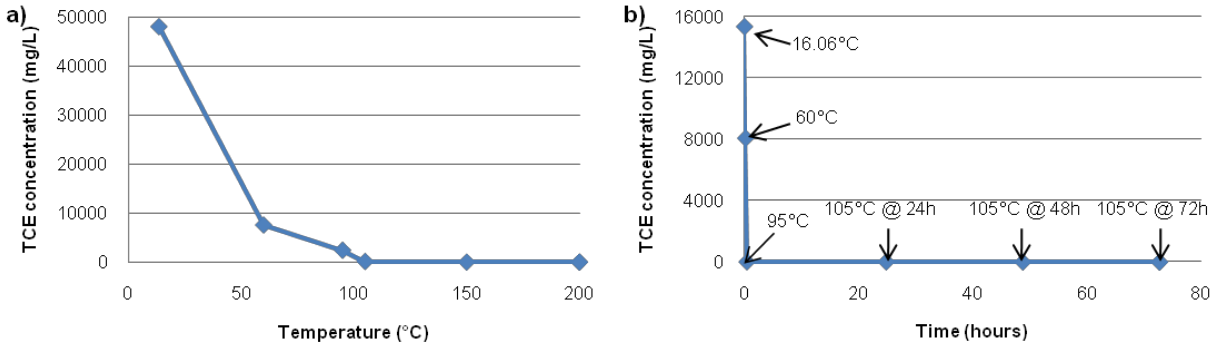 a)
TCE concentration (mg/L)
50000
40000
30000
20000
10000
0
0 50 100 150 200
Temperature (°C)
b)
TCE concentration (mg/L)
16000
12000
8000
4000
0
16.06°C
60°C
95°C
105°C @ 24h 105°C @ 48h 105°C @ 72h
0 20 40 60 80
Time (hours)